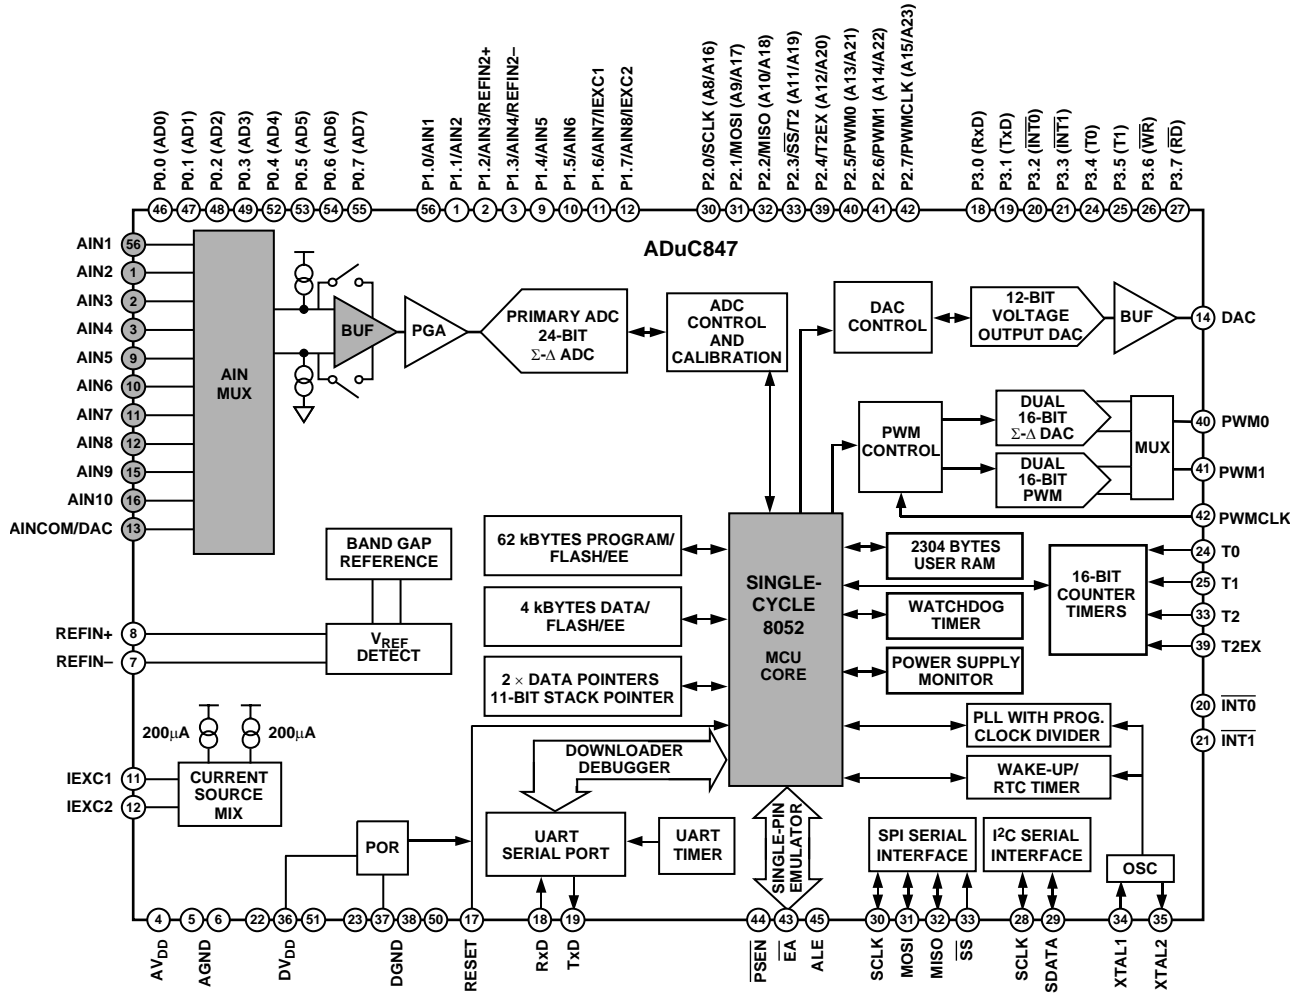 P0.0 (AD0)
P0.1 (AD1)
P0.2 (AD2)
P0.3 (AD3)
P0.4 (AD4)
P0.5 (AD5)
P0.6 (AD6)
P0.7 (AD7)
P1.0/AIN1
P1.1/AIN2
P1.2/AIN3/REFIN2+
P1.3/AIN4/REFIN2–
P1.4/AIN5
P1.5/AIN6
P1.6/AIN7/IEXC1
P1.7/AIN8/IEXC2
P2.0/SCLK (A8/A16)
P2.1/MOSI (A9/A17)
P2.2/MISO (A10/A18)
P2.3/SS/T2 (A11/A19)
P2.4/T2EX (A12/A20)
P2.5/PWM0 (A13/A21)
P2.6/PWM1 (A14/A22)
P2.7/PWMCLK (A15/A23)
P3.0 (RxD)
P3.1 (TxD)
P3.2 (INT0)
P3.3 (INT1)
P3.4 (T0)
P3.5 (T1)
P3.6 (WR)
P3.7 (RD)
46 47 48 49 52 53 54 55
56 1 2 3 9 10 11 12
30 31 32 33 39 40 41 42
18 19 20 21 24 25 26 27
ADuC847
AIN1 56
AIN2 1
AIN3 2
AIN4 3
AIN5 9
AIN6 10
AIN7 11
AIN8 12
AIN9 15
AIN10 16
AINCOM/DAC 13
AIN
MUX
BUF
PGA
PRIMARY ADC
24-BIT
Σ-Δ ADC
ADC
CONTROL
AND
CALIBRATION
DAC
CONTROL
12-BIT
VOLTAGE
OUTPUT DAC
BUF
14 DAC
PWM
CONTROL
DUAL
16-BIT
Σ-Δ DAC
DUAL
16-BIT
PWM
MUX
40 PWM0
41 PWM1
42 PWMCLK
BAND GAP
REFERENCE
REFIN+ 8
REFIN– 7
VREF
DETECT
62 kBYTES PROGRAM/
FLASH/EE
4 kBYTES DATA/
FLASH/EE
2 × DATA POINTERS
11-BIT STACK POINTER
SINGLE-
CYCLE
8052
MCU
CORE
2304 BYTES
USER RAM
WATCHDOG
TIMER
POWER SUPPLY
MONITOR
16-BIT
COUNTER
TIMERS
24 T0
25 T1
33 T2
39 T2EX
20 INT0
21 INT1
200μA
200μA
IEXC1 11
IEXC2 12
CURRENT
SOURCE
MIX
DOWNLOADER
DEBUGGER
PLL WITH PROG.
CLOCK DIVIDER
WAKE-UP/
RTC TIMER
POR
UART
SERIAL PORT
UART
TIMER
SINGLE-PIN
EMULATOR
SPI SERIAL
INTERFACE
I2C SERIAL
INTERFACE
OSC
4 5 6 22 36 51 23 37 38 50 17 18 19 44 43 45 30 31 32 33 28 29 34 35
AVDD
AGND
DVDD
DGND
RESET
RxD
TxD
PSEN
EA
ALE
SCLK
MOSI
MISO
SS
SCLK
SDATA
XTAL1
XTAL2